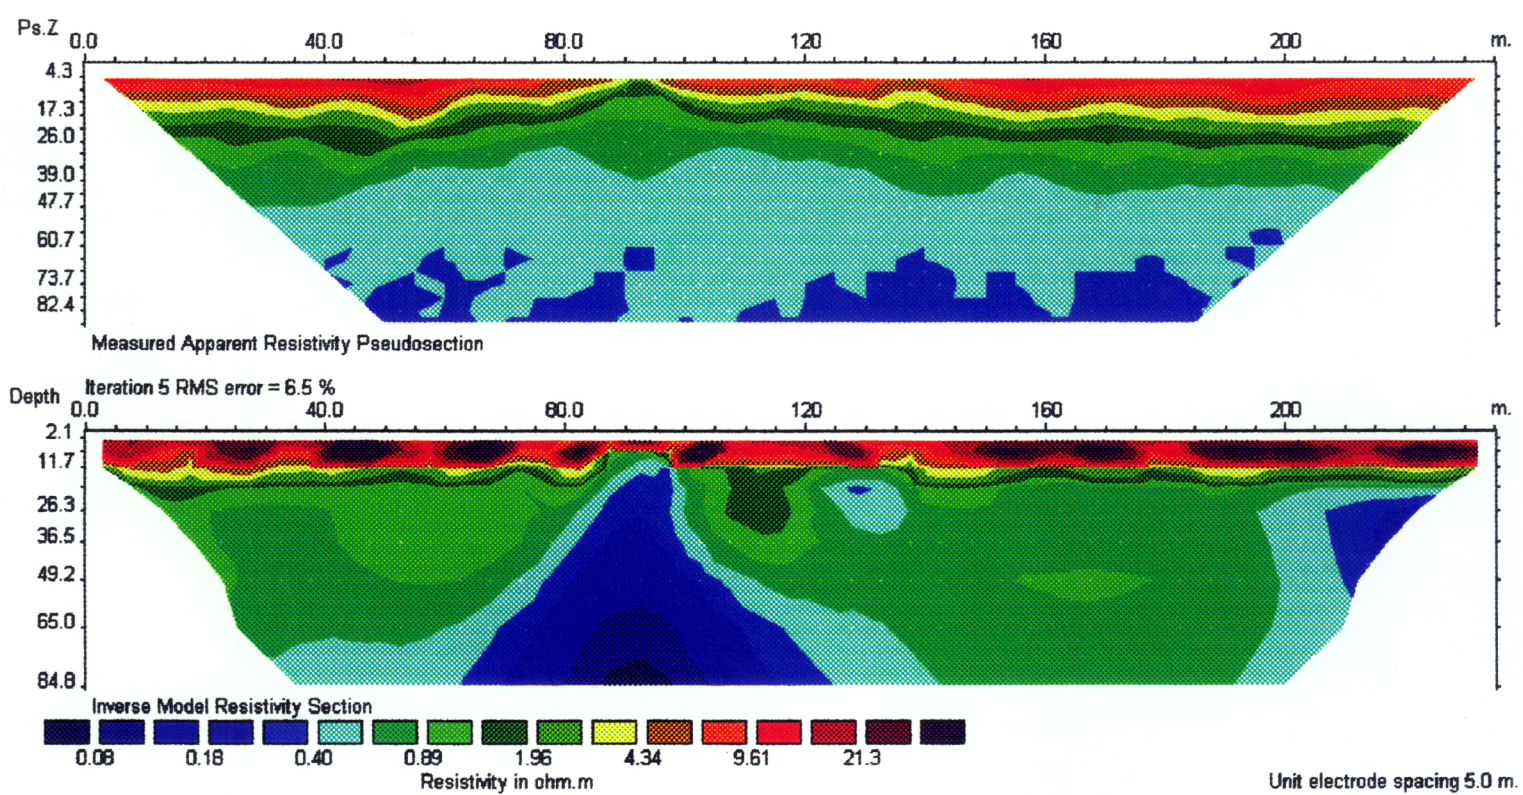 Ps.Z
0.0 40.0 80.0 120 160 200 m.
4.3
17.3
26.0
39.0
47.7
60.7
73.7
82.4
Measured Apparent Resistivity Pseudosection
Iteration 5 RMS error = 6.5 %
Depth
0.0 40.0 80.0 120 160 200 m.
2.1
11.7
26.3
36.5
49.2
65.0
84.8
Inverse Model Resistivity Section
0.08 0.18 0.40 0.89 1.96 4.34 9.61 21.3
Resistivity in ohm.m
Unit electrode spacing 5.0 m.